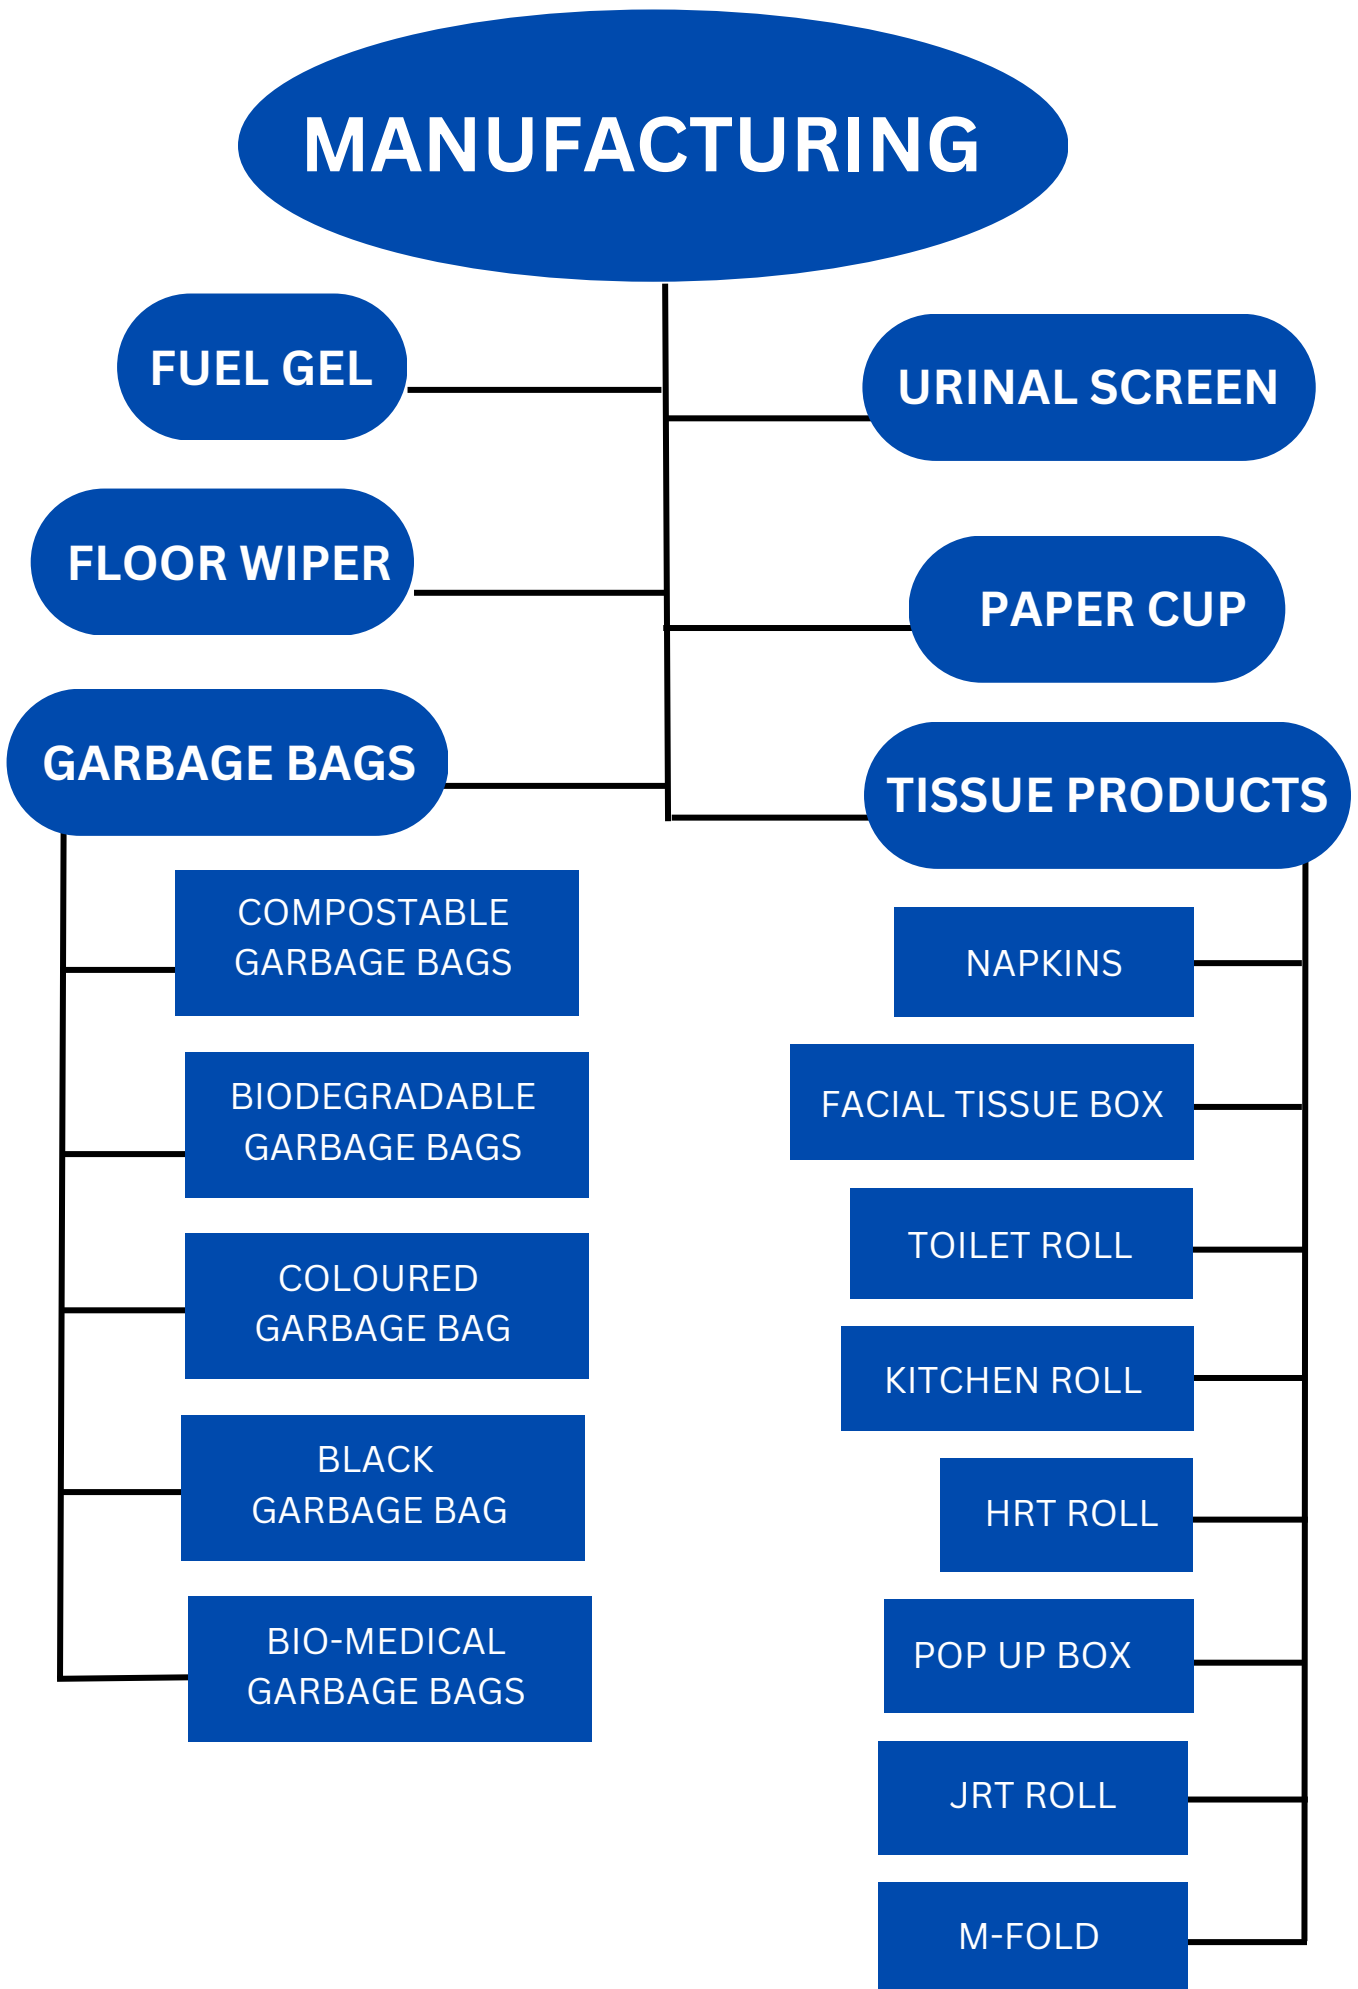 MANUFACTURING
FUEL GEL
URINAL SCREEN
FLOOR WIPER
PAPER CUP
GARBAGE BAGS
TISSUE PRODUCTS
COMPOSTABLE
GARBAGE BAGS
BIODEGRADABLE
GARBAGE BAGS
COLOURED
GARBAGE BAG
BLACK
GARBAGE BAG
BIO-MEDICAL
GARBAGE BAGS
NAPKINS
FACIAL TISSUE BOX
TOILET ROLL
KITCHEN ROLL
HRT ROLL
POP UP BOX
JRT ROLL
M-FOLD